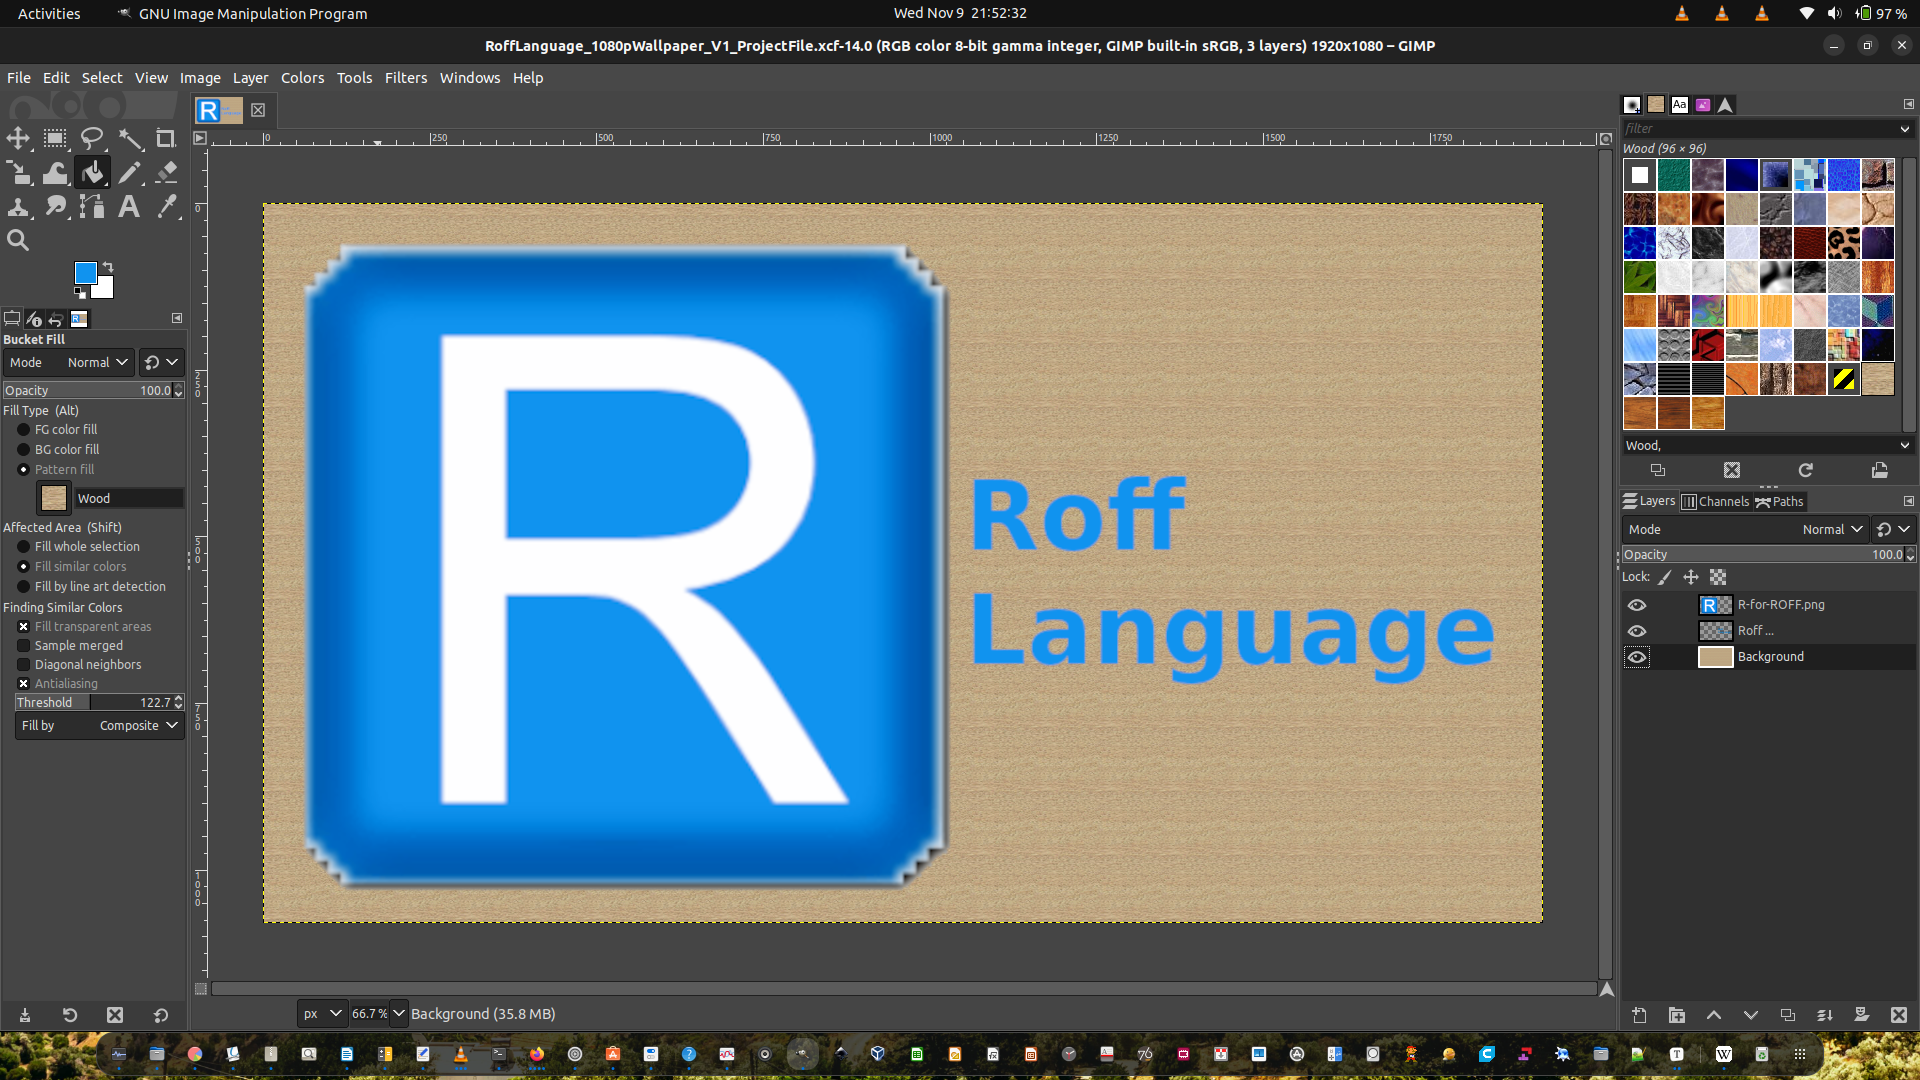 Activities
GNU Image Manipulation Program
Wed Nov 9 21:52:32
97 %
RoffLanguage_1080pWallpaper_V1_ProjectFile.xcf-14.0 (RGB color 8-bit gamma integer, GIMP built-in sRGB, 3 layers) 1920x1080 – GIMP
File Edit Select View Image Layer Colors Tools Filters Windows Help
0 250 500 750 1000 1250 1500 1750
0
250
500
750
1000
R
Roff
Language
Bucket Fill
Mode Normal
Opacity 100.0
Fill Type (Alt)
FG color fill
BG color fill
Pattern fill
Wood
Affected Area (Shift)
Fill whole selection
Fill similar colors
Fill by line art detection
Finding Similar Colors
Fill transparent areas
Sample merged
Diagonal neighbors
Antialiasing
Threshold 122.7
Fill by Composite
px 66.7 % Background (35.8 MB)
Aa
filter
Wood (96 × 96)
Wood,
Layers Channels Paths
Mode Normal
Opacity 100.0
Lock:
R-for-ROFF.png
Roff ...
Background